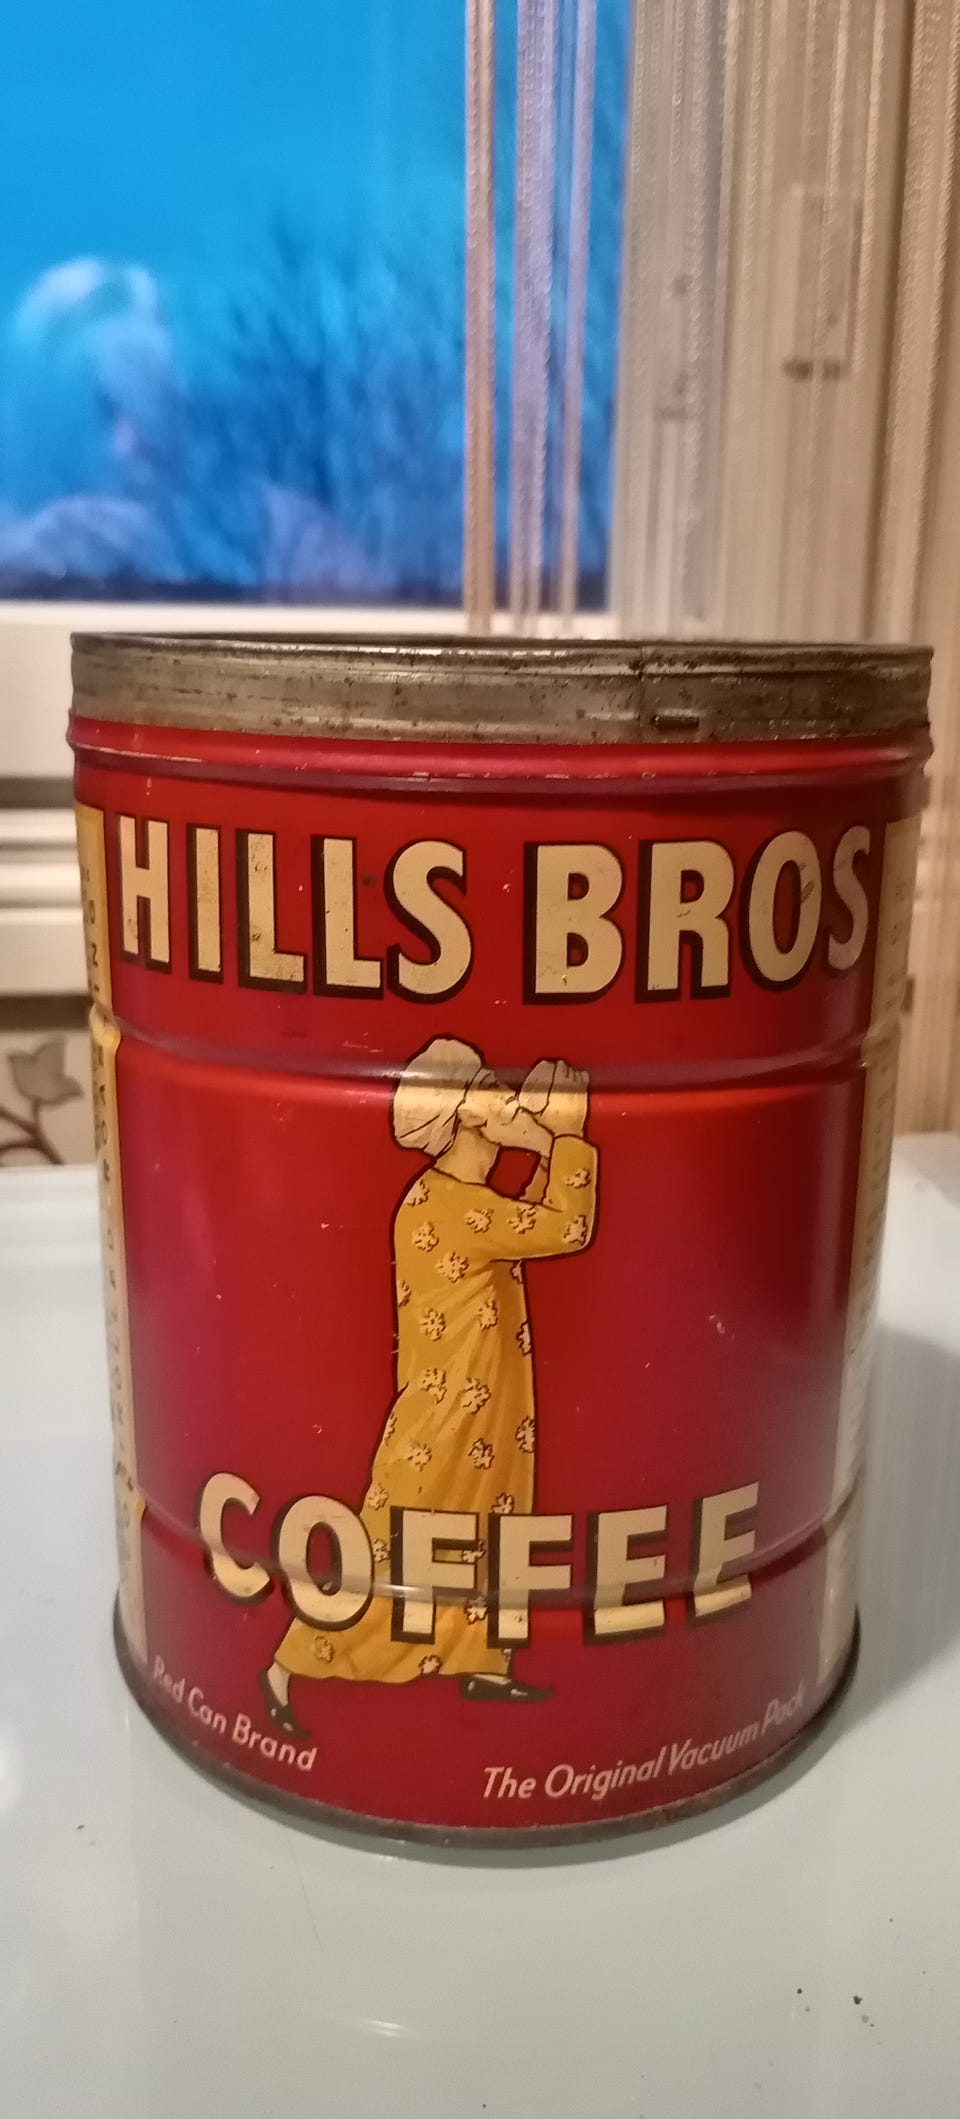 HILLS BROS
COFFEE
Red Can Brand
The Original Vacuum Pack